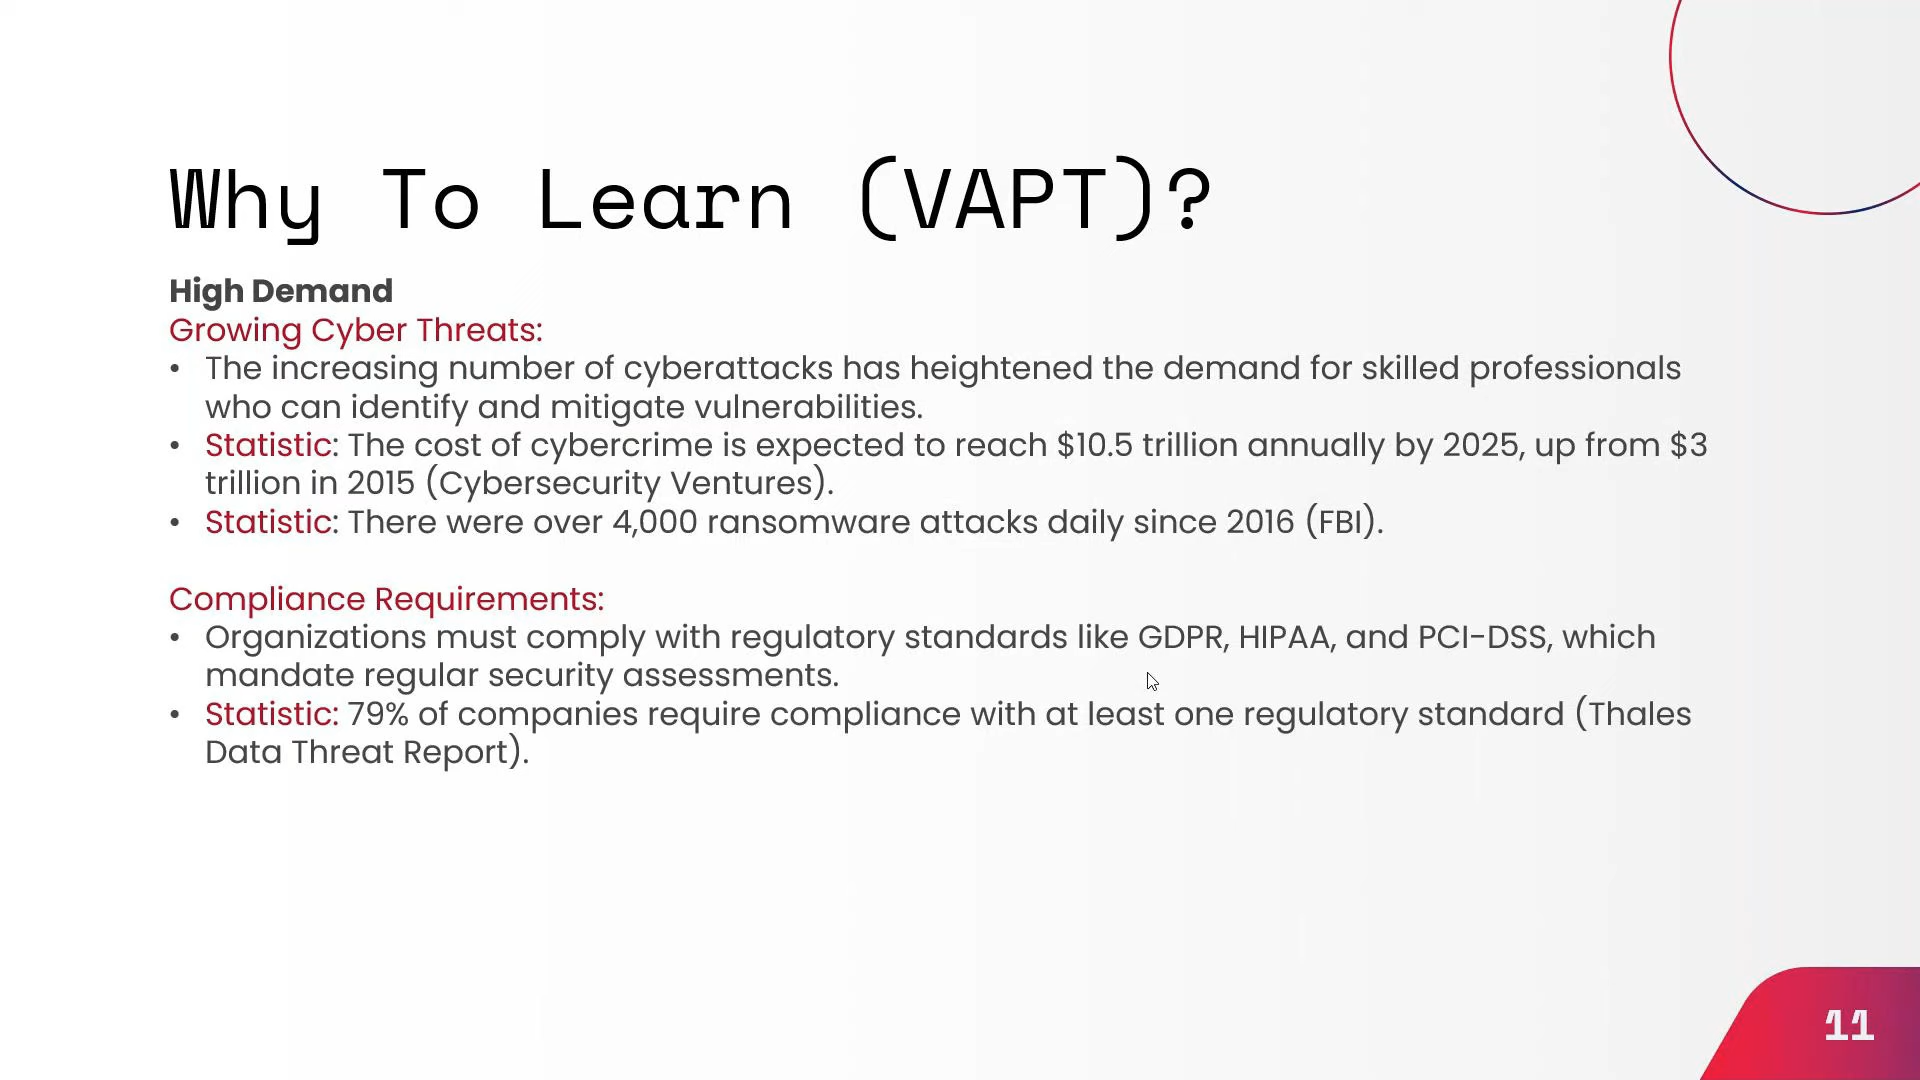 Why To Learn (VAPT)?
High Demand
Growing Cyber Threats:
• The increasing number of cyberattacks has heightened the demand for skilled professionals
who can identify and mitigate vulnerabilities.
• Statistic: The cost of cybercrime is expected to reach $10.5 trillion annually by 2025, up from $3
trillion in 2015 (Cybersecurity Ventures).
• Statistic: There were over 4,000 ransomware attacks daily since 2016 (FBI).
Compliance Requirements:
• Organizations must comply with regulatory standards like GDPR, HIPAA, and PCI-DSS, which
mandate regular security assessments.
• Statistic: 79% of companies require compliance with at least one regulatory standard (Thales
Data Threat Report).
11